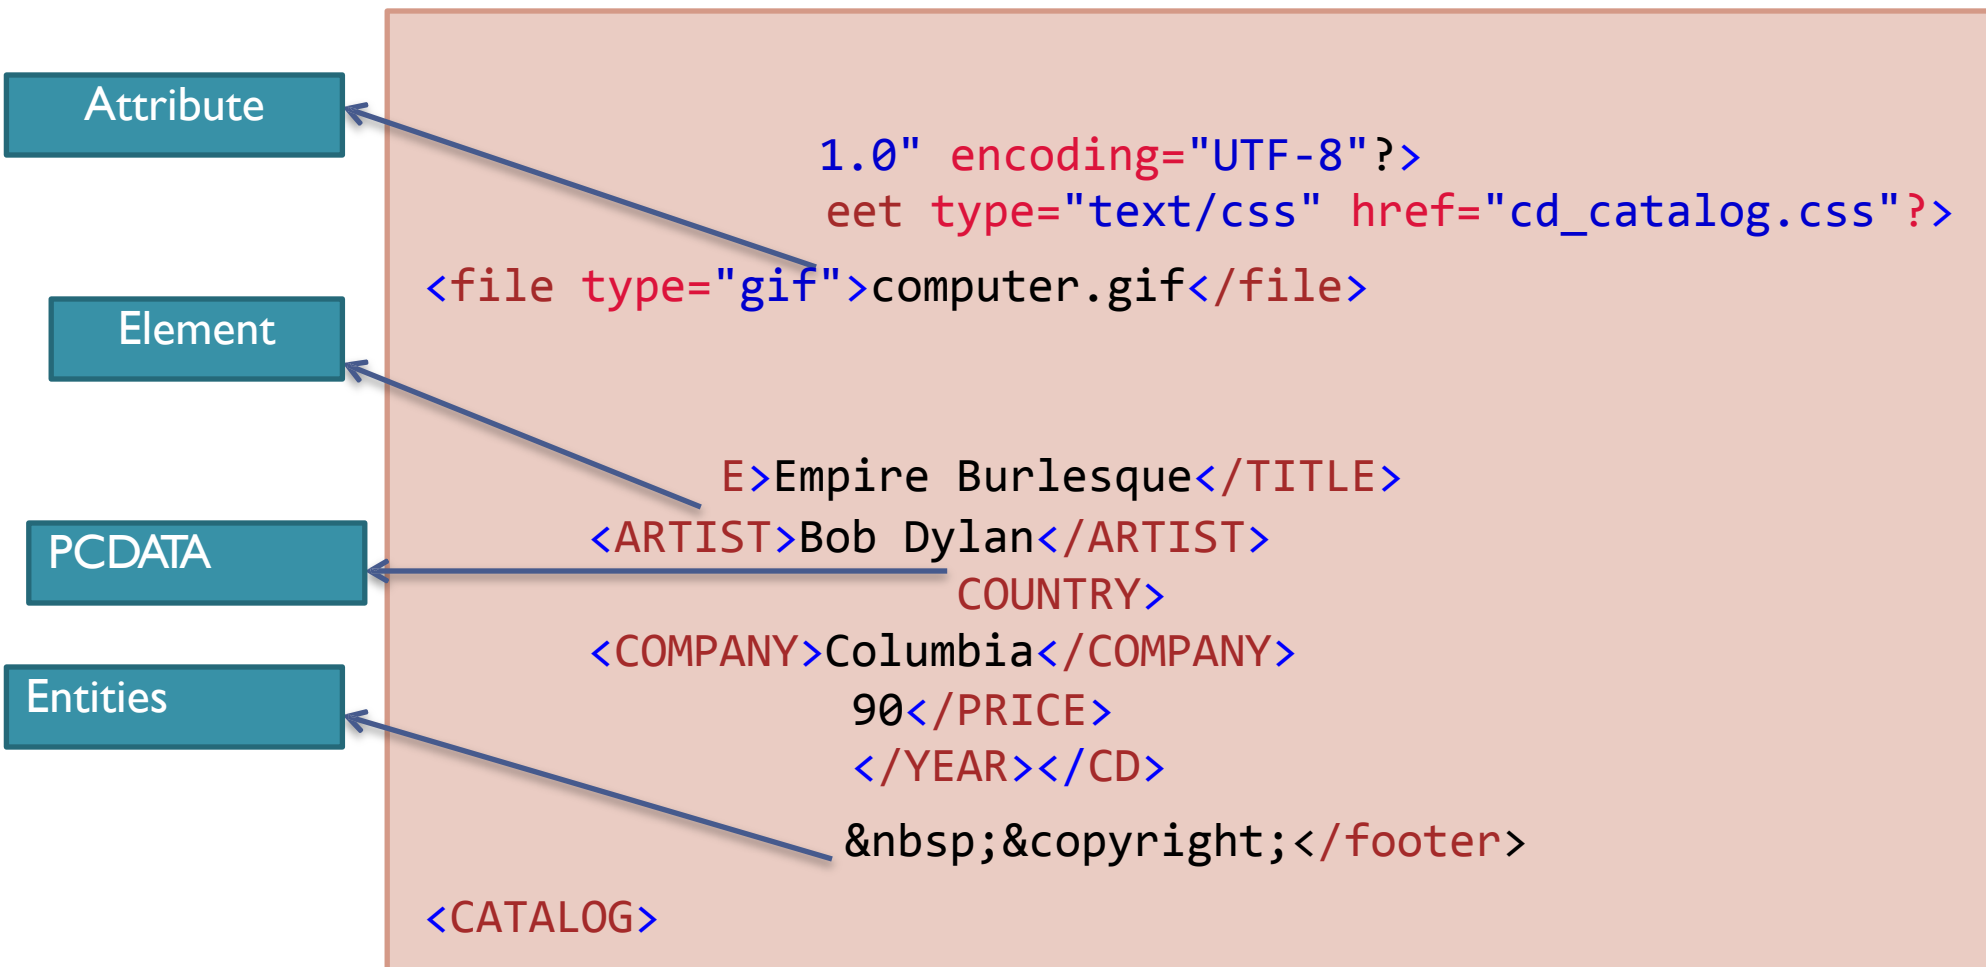 Attribute
1.0" encoding="UTF-8"?>
eet type="text/css" href="cd_catalog.css"?>
<file type="gif">computer.gif</file>
Element
E>Empire Burlesque</TITLE>
<ARTIST>Bob Dylan</ARTIST>
PCDATA
COUNTRY>
<COMPANY>Columbia</COMPANY>
Entities
90</PRICE>
</YEAR></CD>
&nbsp;&copyright;</footer>
<CATALOG>